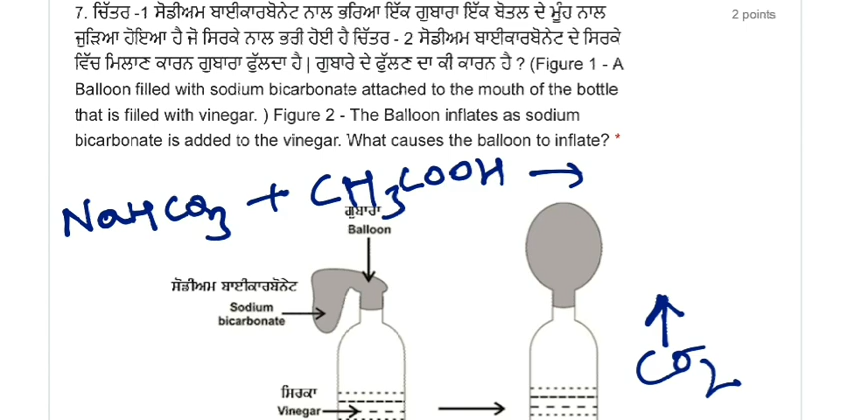 7. ਚਿੱਤਰ -1 ਸੋਡੀਅਮ ਬਾਈਕਾਰਬੋਨੇਟ ਨਾਲ ਭਰਿਆ ਇੱਕ ਗੁਬਾਰਾ ਇੱਕ ਬੋਤਲ ਦੇ ਮੂੰਹ ਨਾਲ
2 points
ਜੁੜਿਆ ਹੋਇਆ ਹੈ ਜੋ ਸਿਰਕੇ ਨਾਲ ਭਰੀ ਹੋਈ ਹੈ ਚਿੱਤਰ - 2 ਸੋਡੀਅਮ ਬਾਈਕਾਰਬੋਨੇਟ ਦੇ ਸਿਰਕੇ
ਵਿੱਚ ਮਿਲਾਣ ਕਾਰਨ ਗੁਬਾਰਾ ਫੁੱਲਦਾ ਹੈ | ਗੁਬਾਰੇ ਦੇ ਫੁੱਲਣ ਦਾ ਕੀ ਕਾਰਨ ਹੈ ? (Figure 1 - A
Balloon filled with sodium bicarbonate attached to the mouth of the bottle
that is filled with vinegar. ) Figure 2 - The Balloon inflates as sodium
bicarbonate is added to the vinegar. What causes the balloon to inflate? *
NaHCO3 + CH3COOH →
ਗੁਬਾਰਾ
Balloon
ਸੋਡੀਅਮ ਬਾਈਕਾਰਬੋਨੇਟ
Sodium
bicarbonate
CO2
ਸਿਰਕਾ
Vinegar